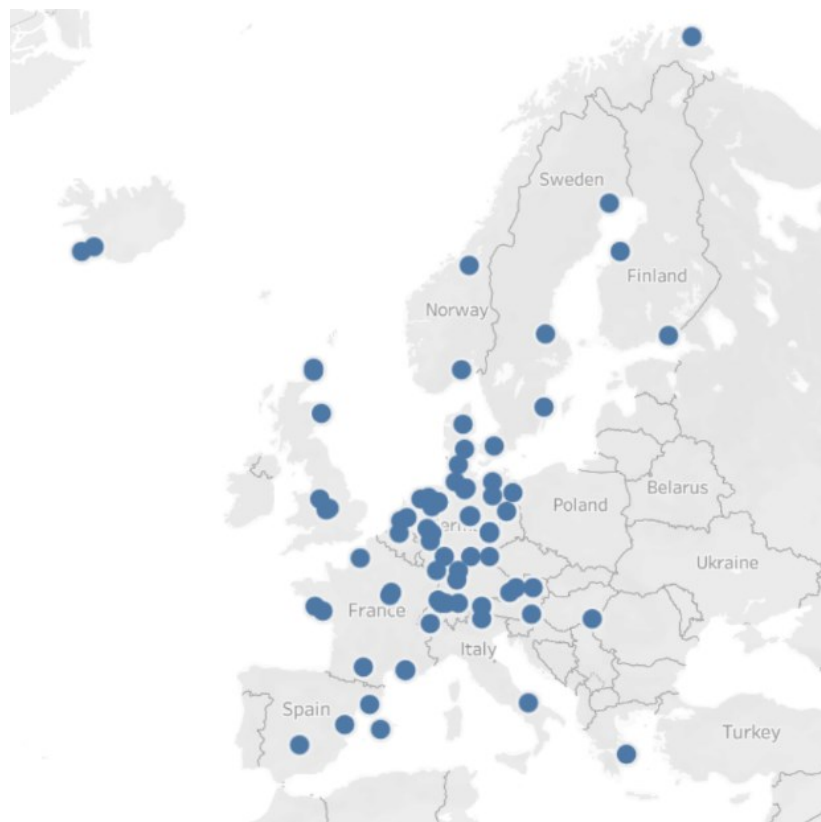 Sweden
Finland
Norway
Belarus
Poland
Ukraine
France
Italy
Spain
Turkey